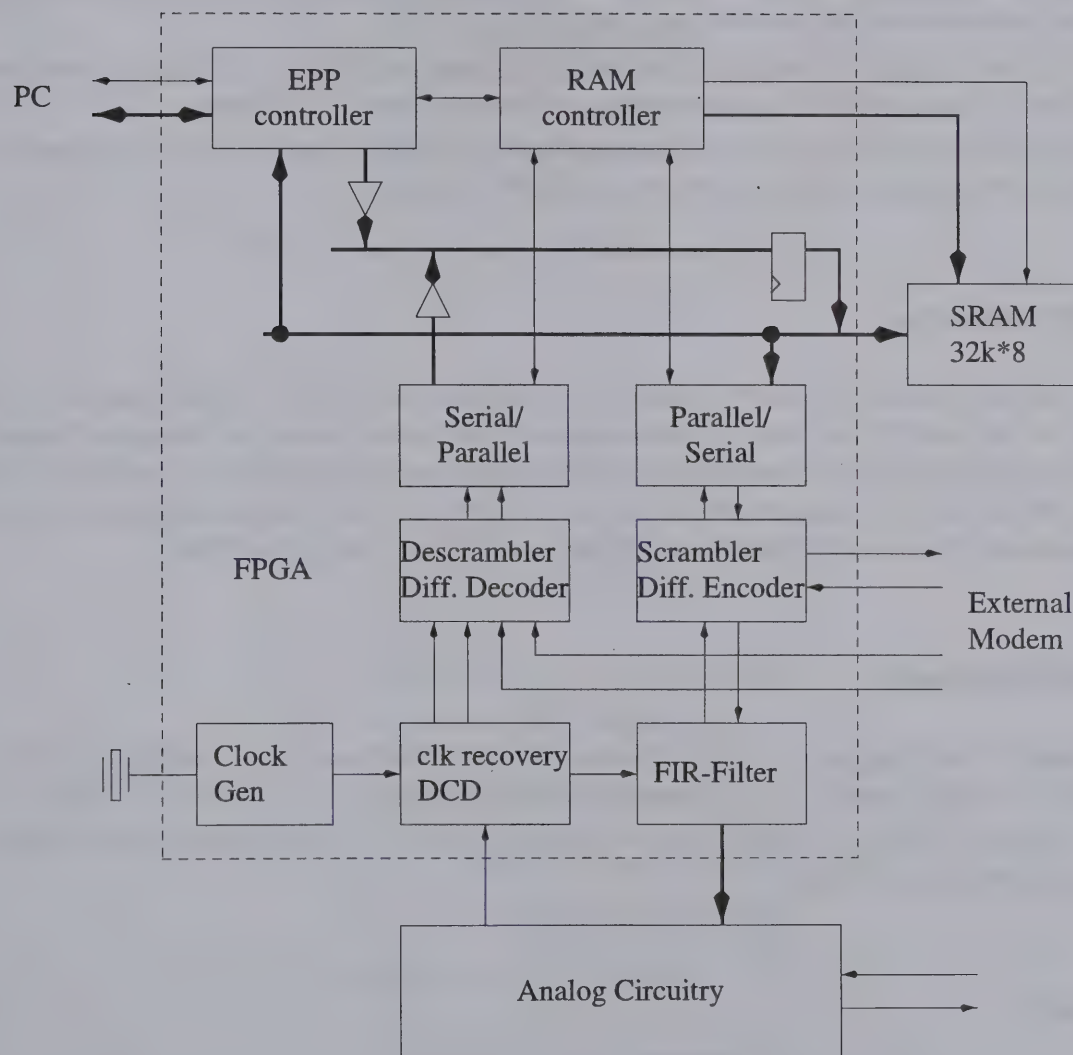 PC
EPP
controller
RAM
controller
SRAM
32k*8
Serial/
Parallel
Parallel/
Serial
FPGA
Descrambler
Diff. Decoder
Scrambler
Diff. Encoder
External
Modem
Clock
Gen
clk recovery
DCD
FIR-Filter
Analog Circuitry